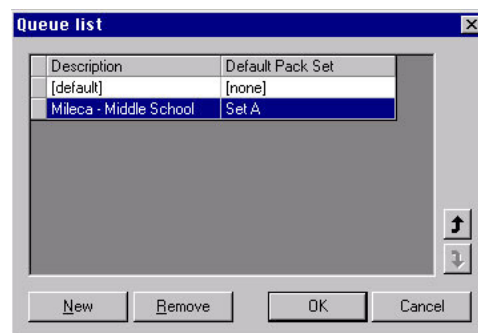 Queue list
Description Default Pack Set
[default] [none]
Mileca - Middle School Set A
New Remove OK Cancel